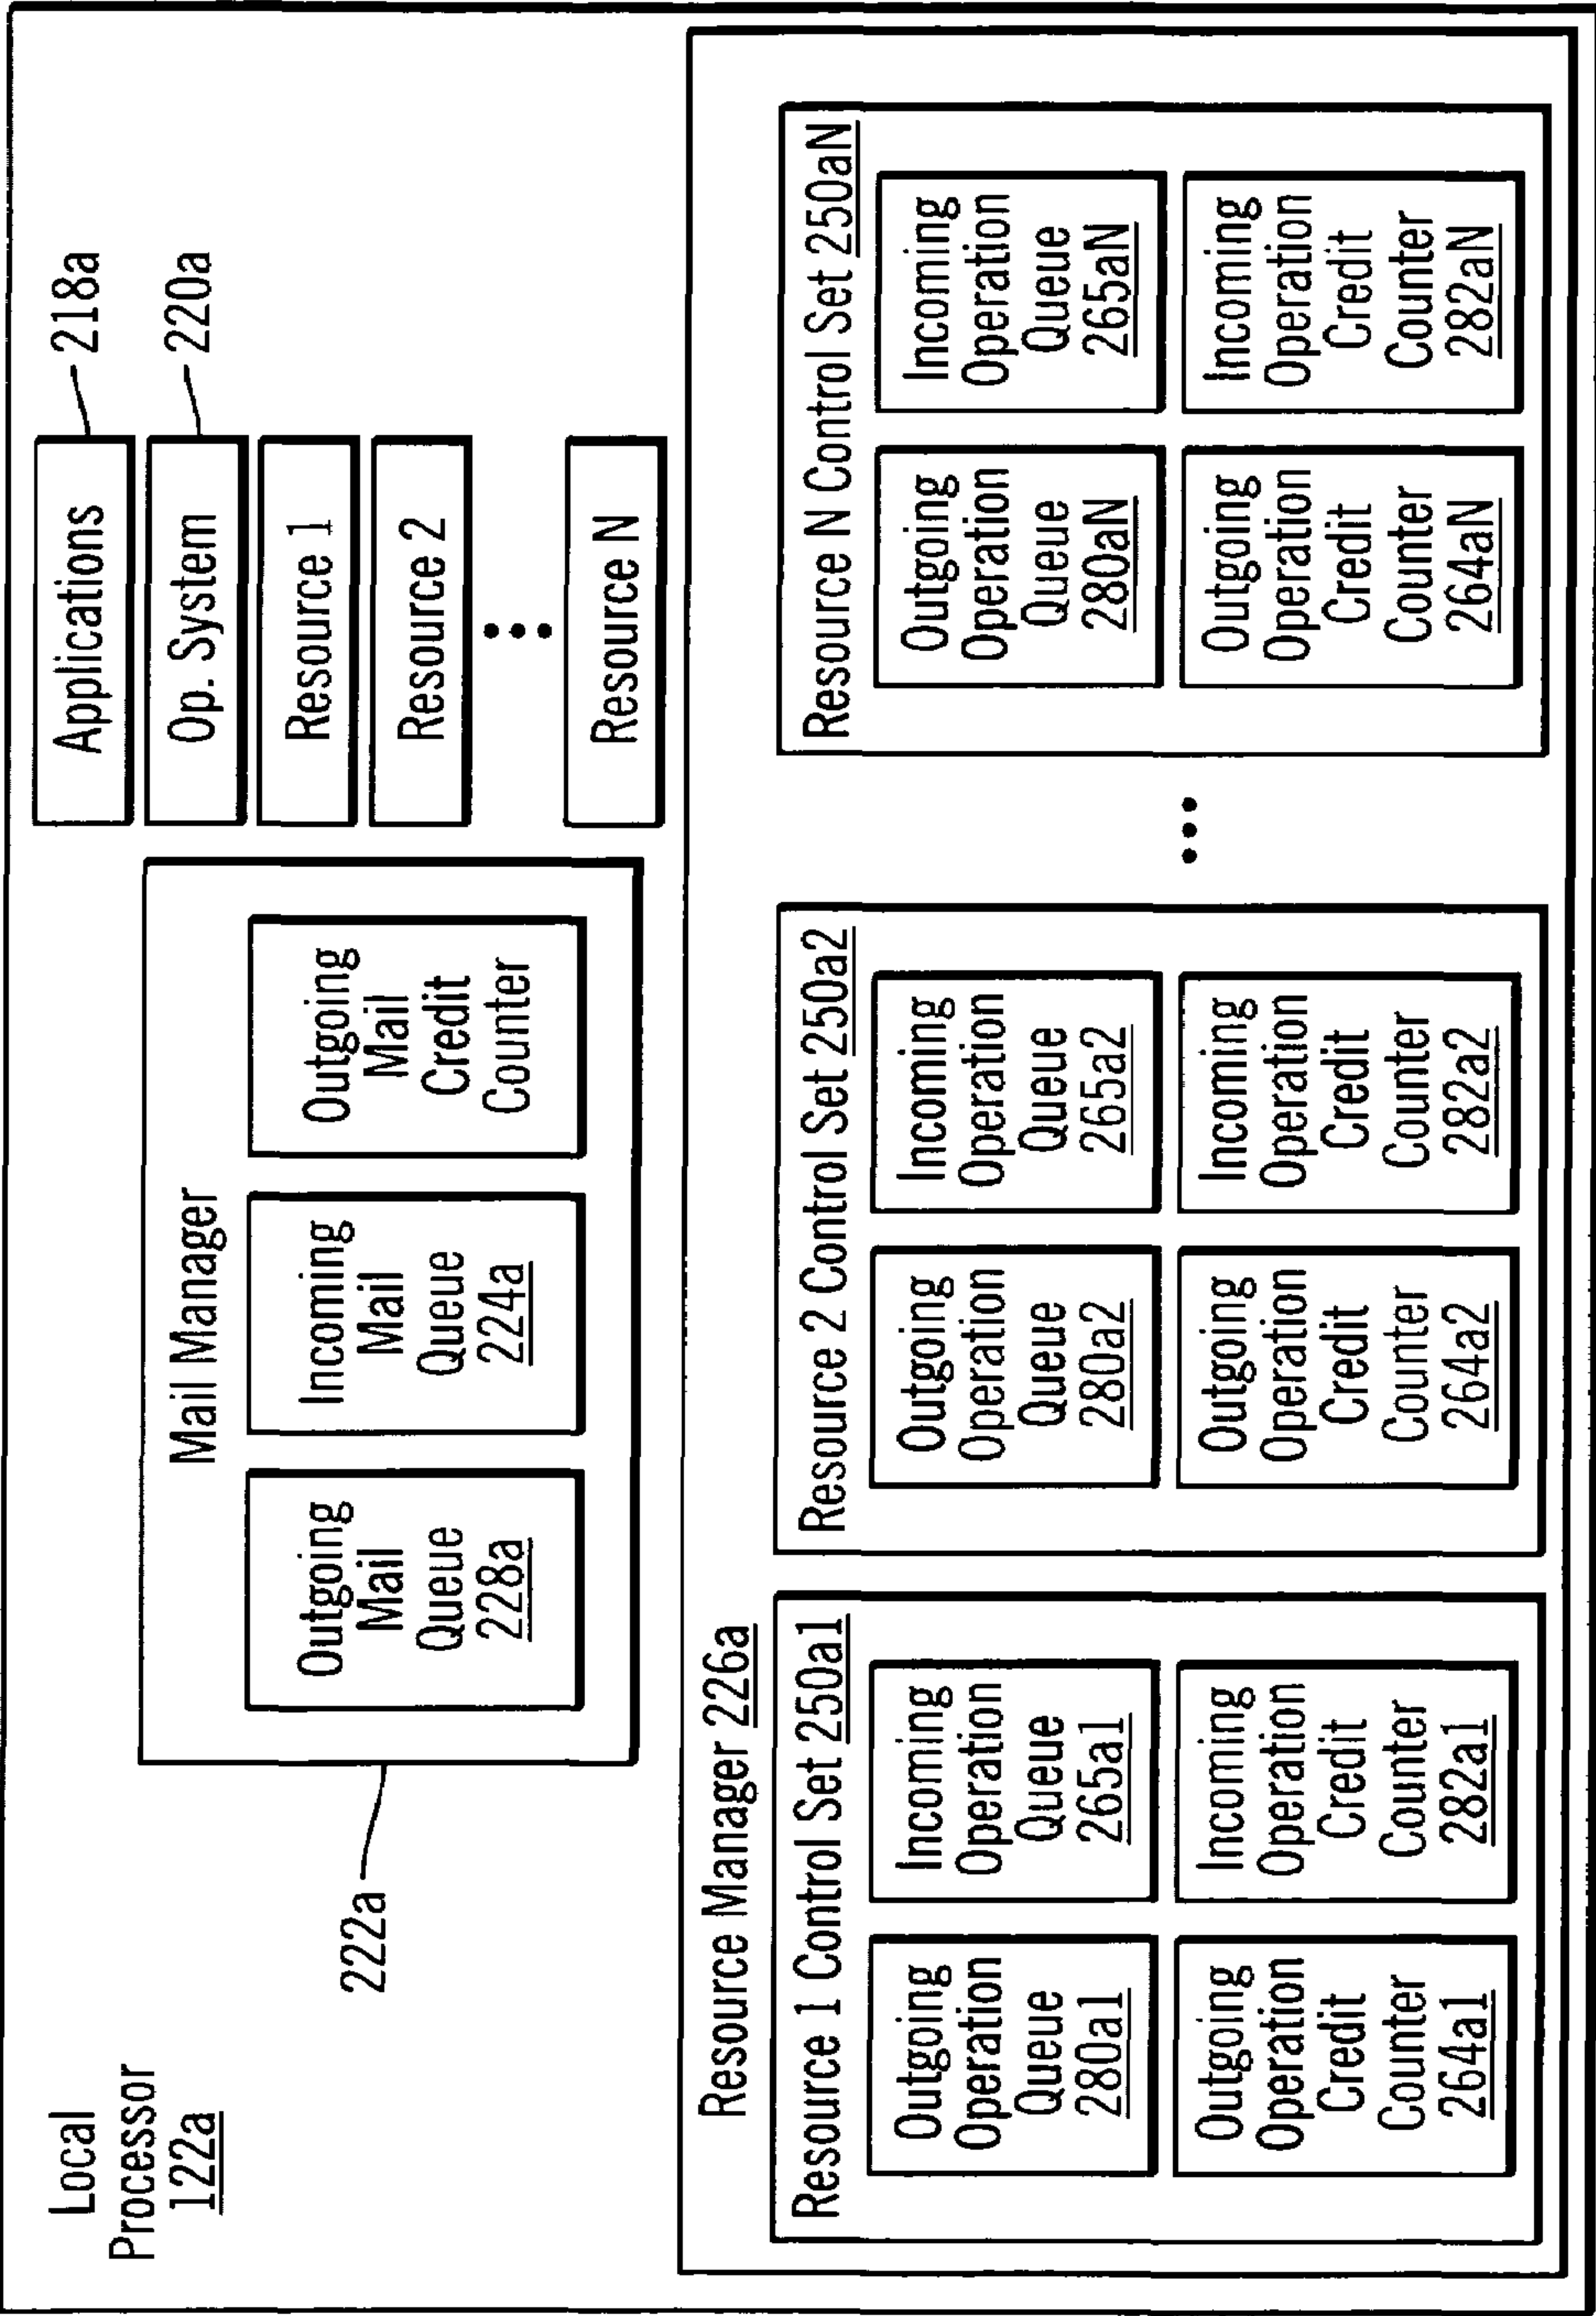 Local
Processor
122a
Applications
218a
Op. System
220a
Resource 1
Resource 2
Resource N
Mail Manager
222a
Outgoing
Mail
Queue
228a
Incoming
Mail
Queue
224a
Outgoing
Mail
Credit
Counter
Resource Manager 226a
Resource 1 Control Set 250a1
Outgoing
Operation
Queue
280a1
Incoming
Operation
Queue
265a1
Outgoing
Operation
Credit
Counter
264a1
Incoming
Operation
Credit
Counter
282a1
Resource 2 Control Set 250a2
Outgoing
Operation
Queue
280a2
Incoming
Operation
Queue
265a2
Outgoing
Operation
Credit
Counter
264a2
Incoming
Operation
Credit
Counter
282a2
Resource N Control Set 250aN
Outgoing
Operation
Queue
280aN
Incoming
Operation
Queue
265aN
Outgoing
Operation
Credit
Counter
264aN
Incoming
Operation
Credit
Counter
282aN